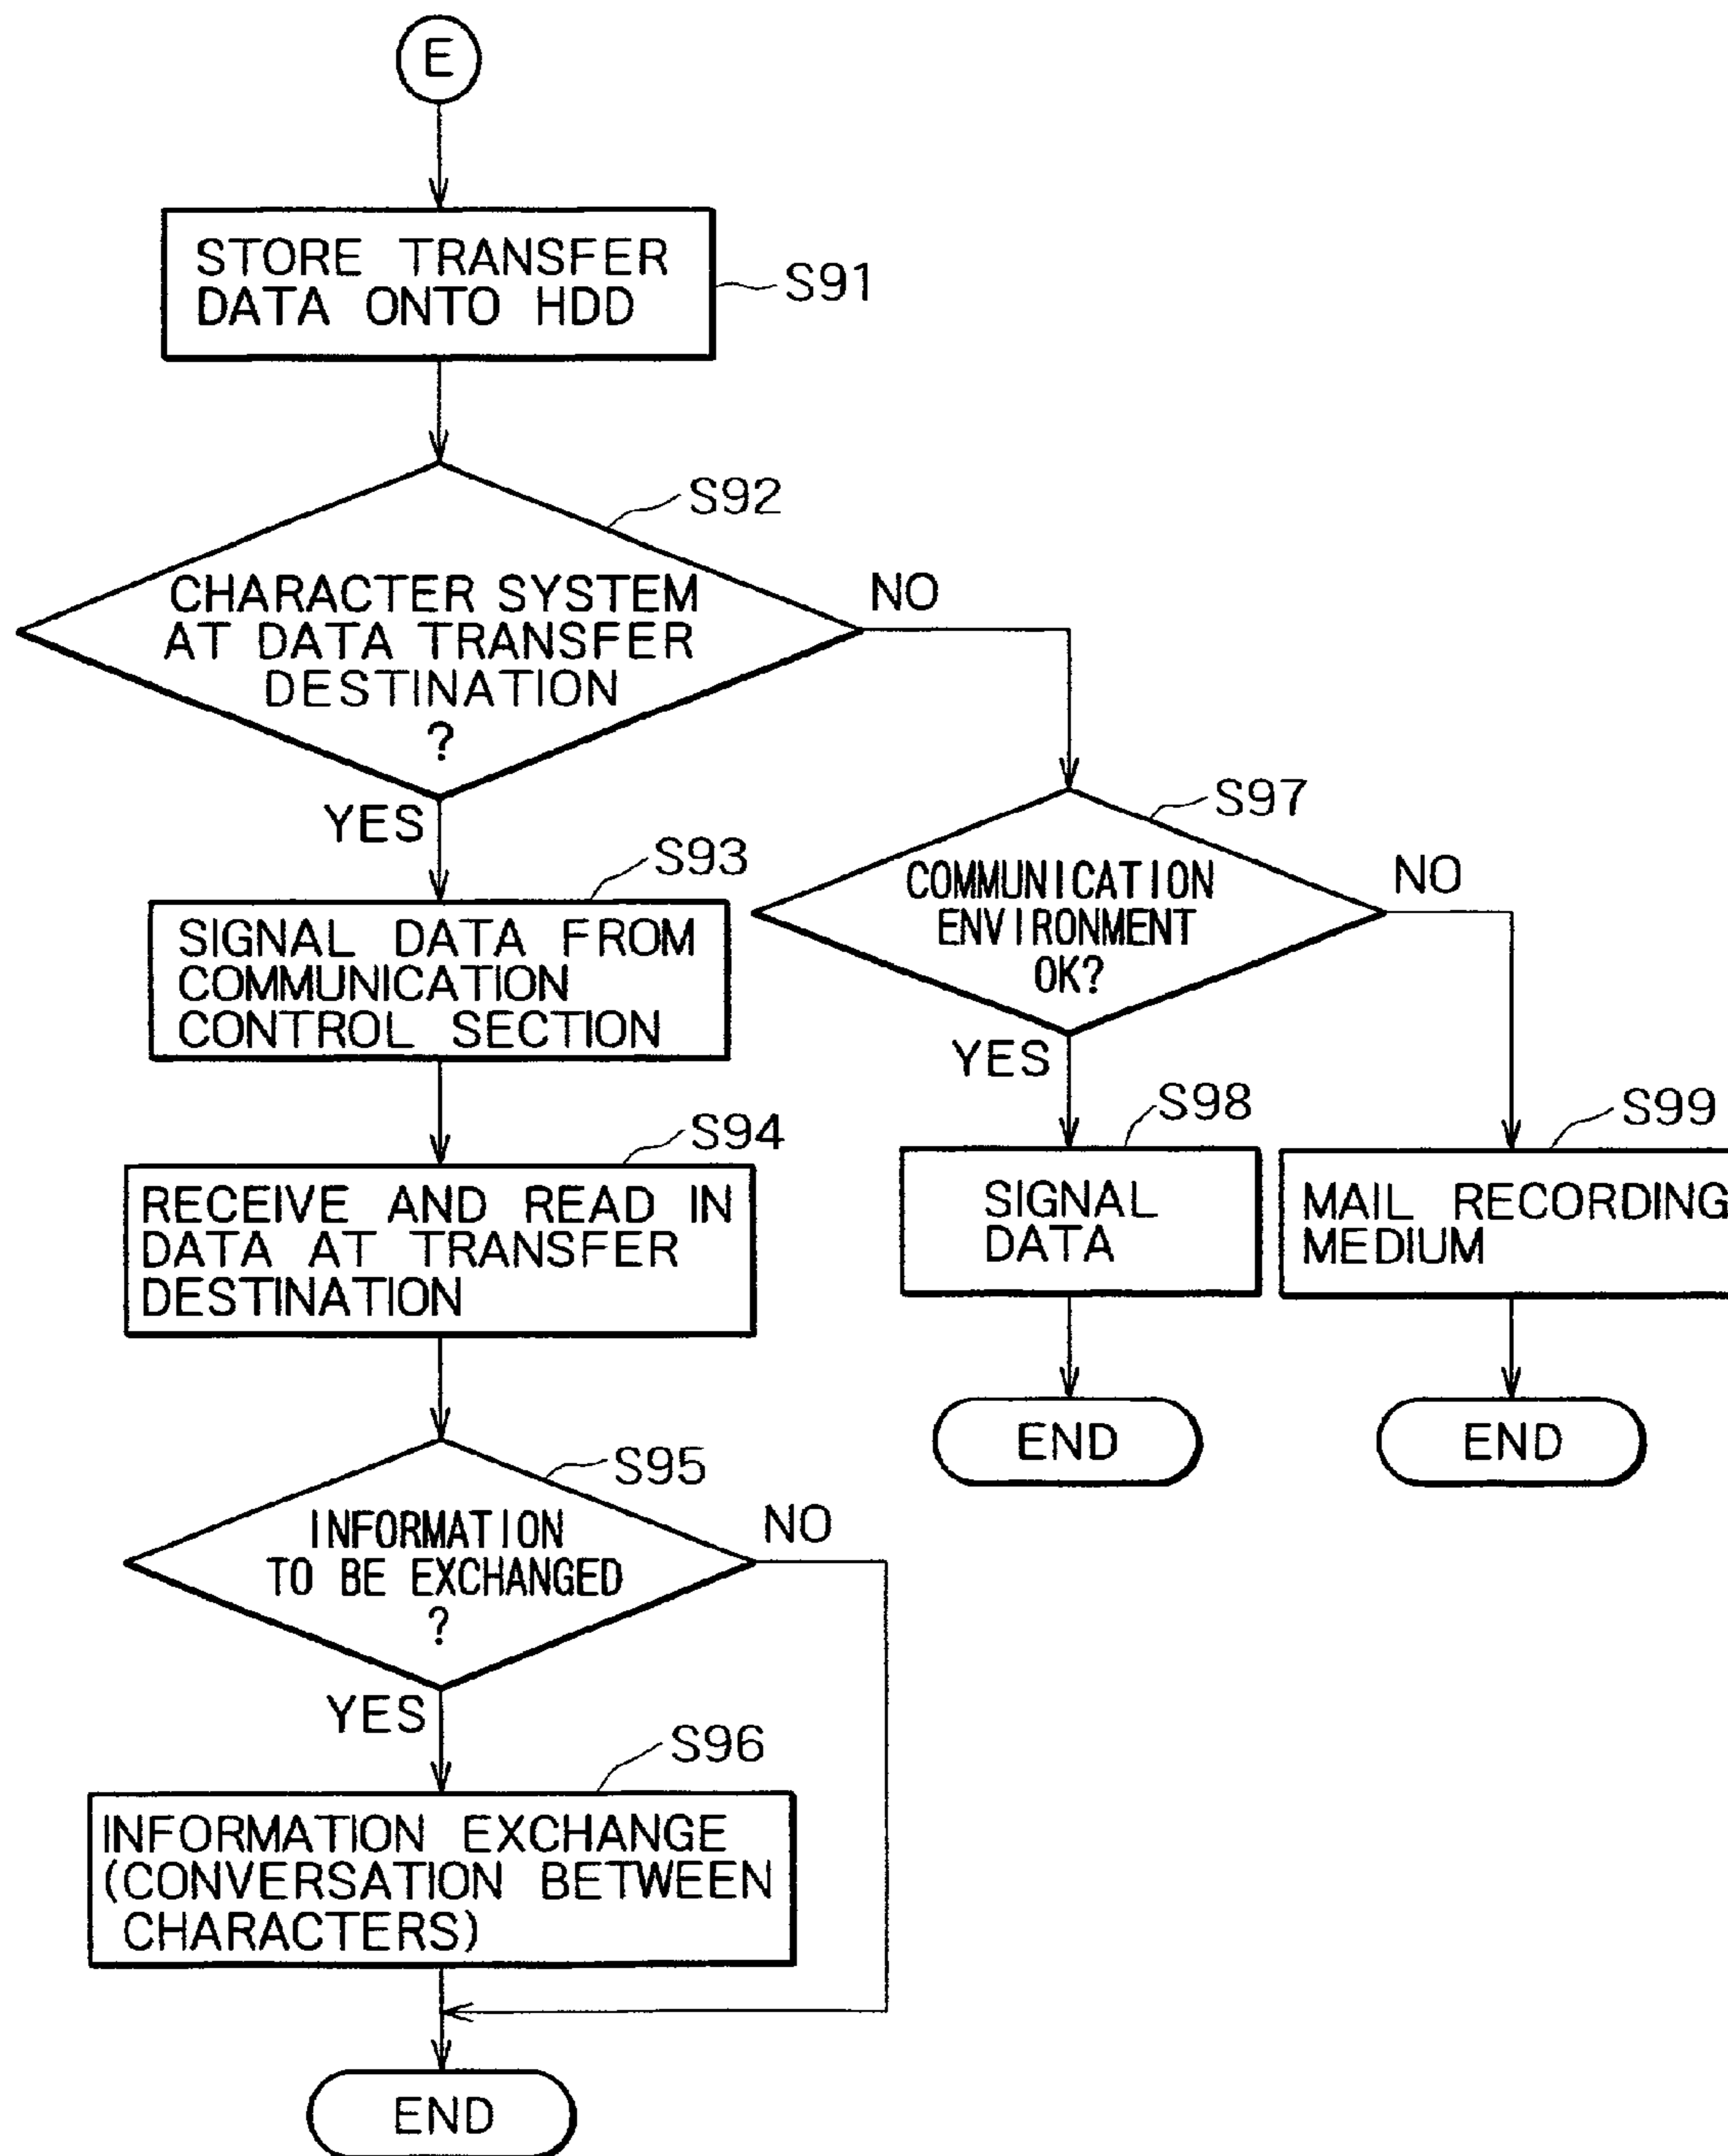 E
STORE TRANSFER
DATA ONTO HDD
S91
S92
CHARACTER SYSTEM
AT DATA TRANSFER
DESTINATION
?
NO
YES
S93
SIGNAL DATA FROM
COMMUNICATION
CONTROL SECTION
S97
COMMUNICATION
ENVIRONMENT
OK?
NO
YES
S94
RECEIVE AND READ IN
DATA AT TRANSFER
DESTINATION
S98
SIGNAL
DATA
S99
MAIL RECORDING
MEDIUM
END
END
S95
INFORMATION
TO BE EXCHANGED
?
NO
YES
S96
INFORMATION EXCHANGE
(CONVERSATION BETWEEN
CHARACTERS)
END